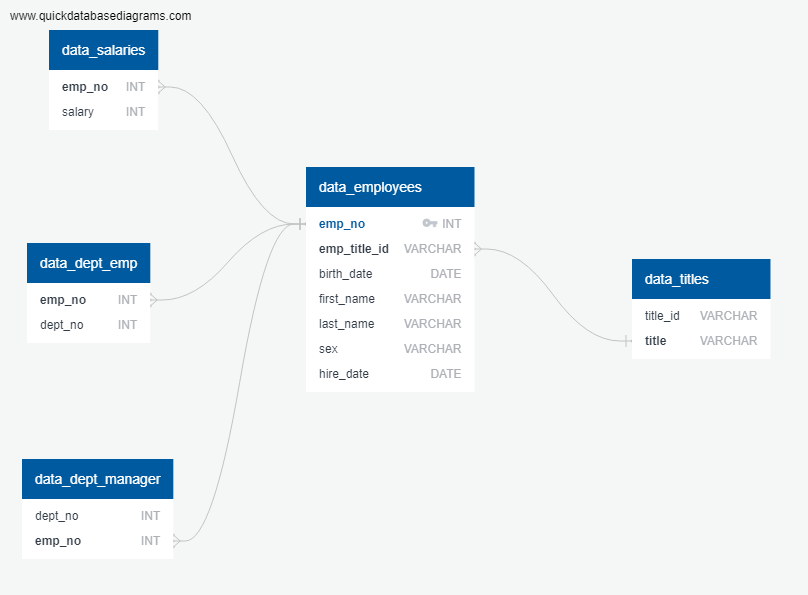 www.quickdatabasediagrams.com
data_salaries
emp_no INT
salary INT
data_employees
emp_no INT
emp_title_id VARCHAR
birth_date DATE
first_name VARCHAR
last_name VARCHAR
sex VARCHAR
hire_date DATE
data_dept_emp
emp_no INT
dept_no INT
data_titles
title_id VARCHAR
title VARCHAR
data_dept_manager
dept_no INT
emp_no INT